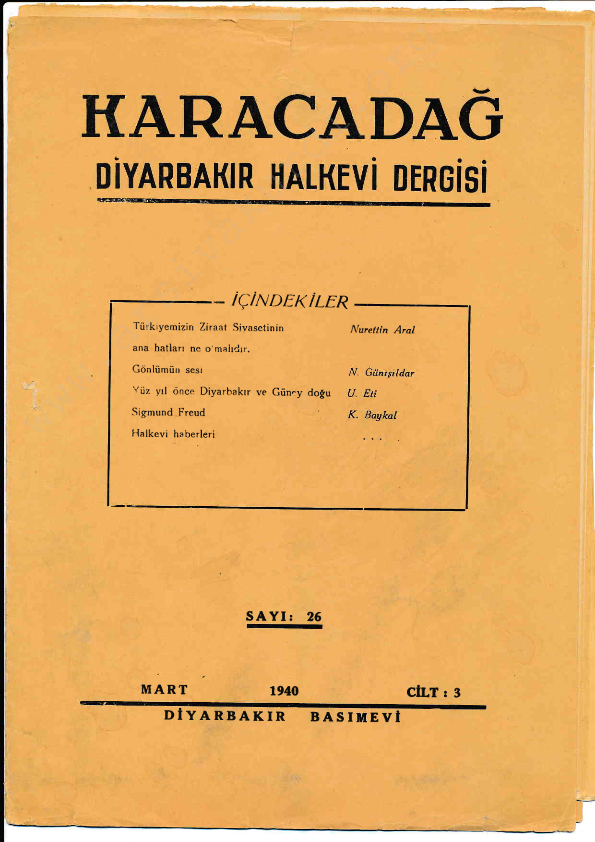 KARACADAĞ
DİYARBAKIR HALKEVİ DERGİSİ
İÇİNDEKİLER
Türkiyemizin Ziraat Siyasetinin Nurettin Aral
ana hatları ne olmalıdır.
Gönlümün sesi N. Günışıldar
Yüz yıl önce Diyarbakır ve Güney doğu U. Eti
Sigmund Freud K. Baykal
Halkevi haberleri . . .
SAYI: 26
MART 1940 CİLT : 3
DİYARBAKIR BASIMEVİ